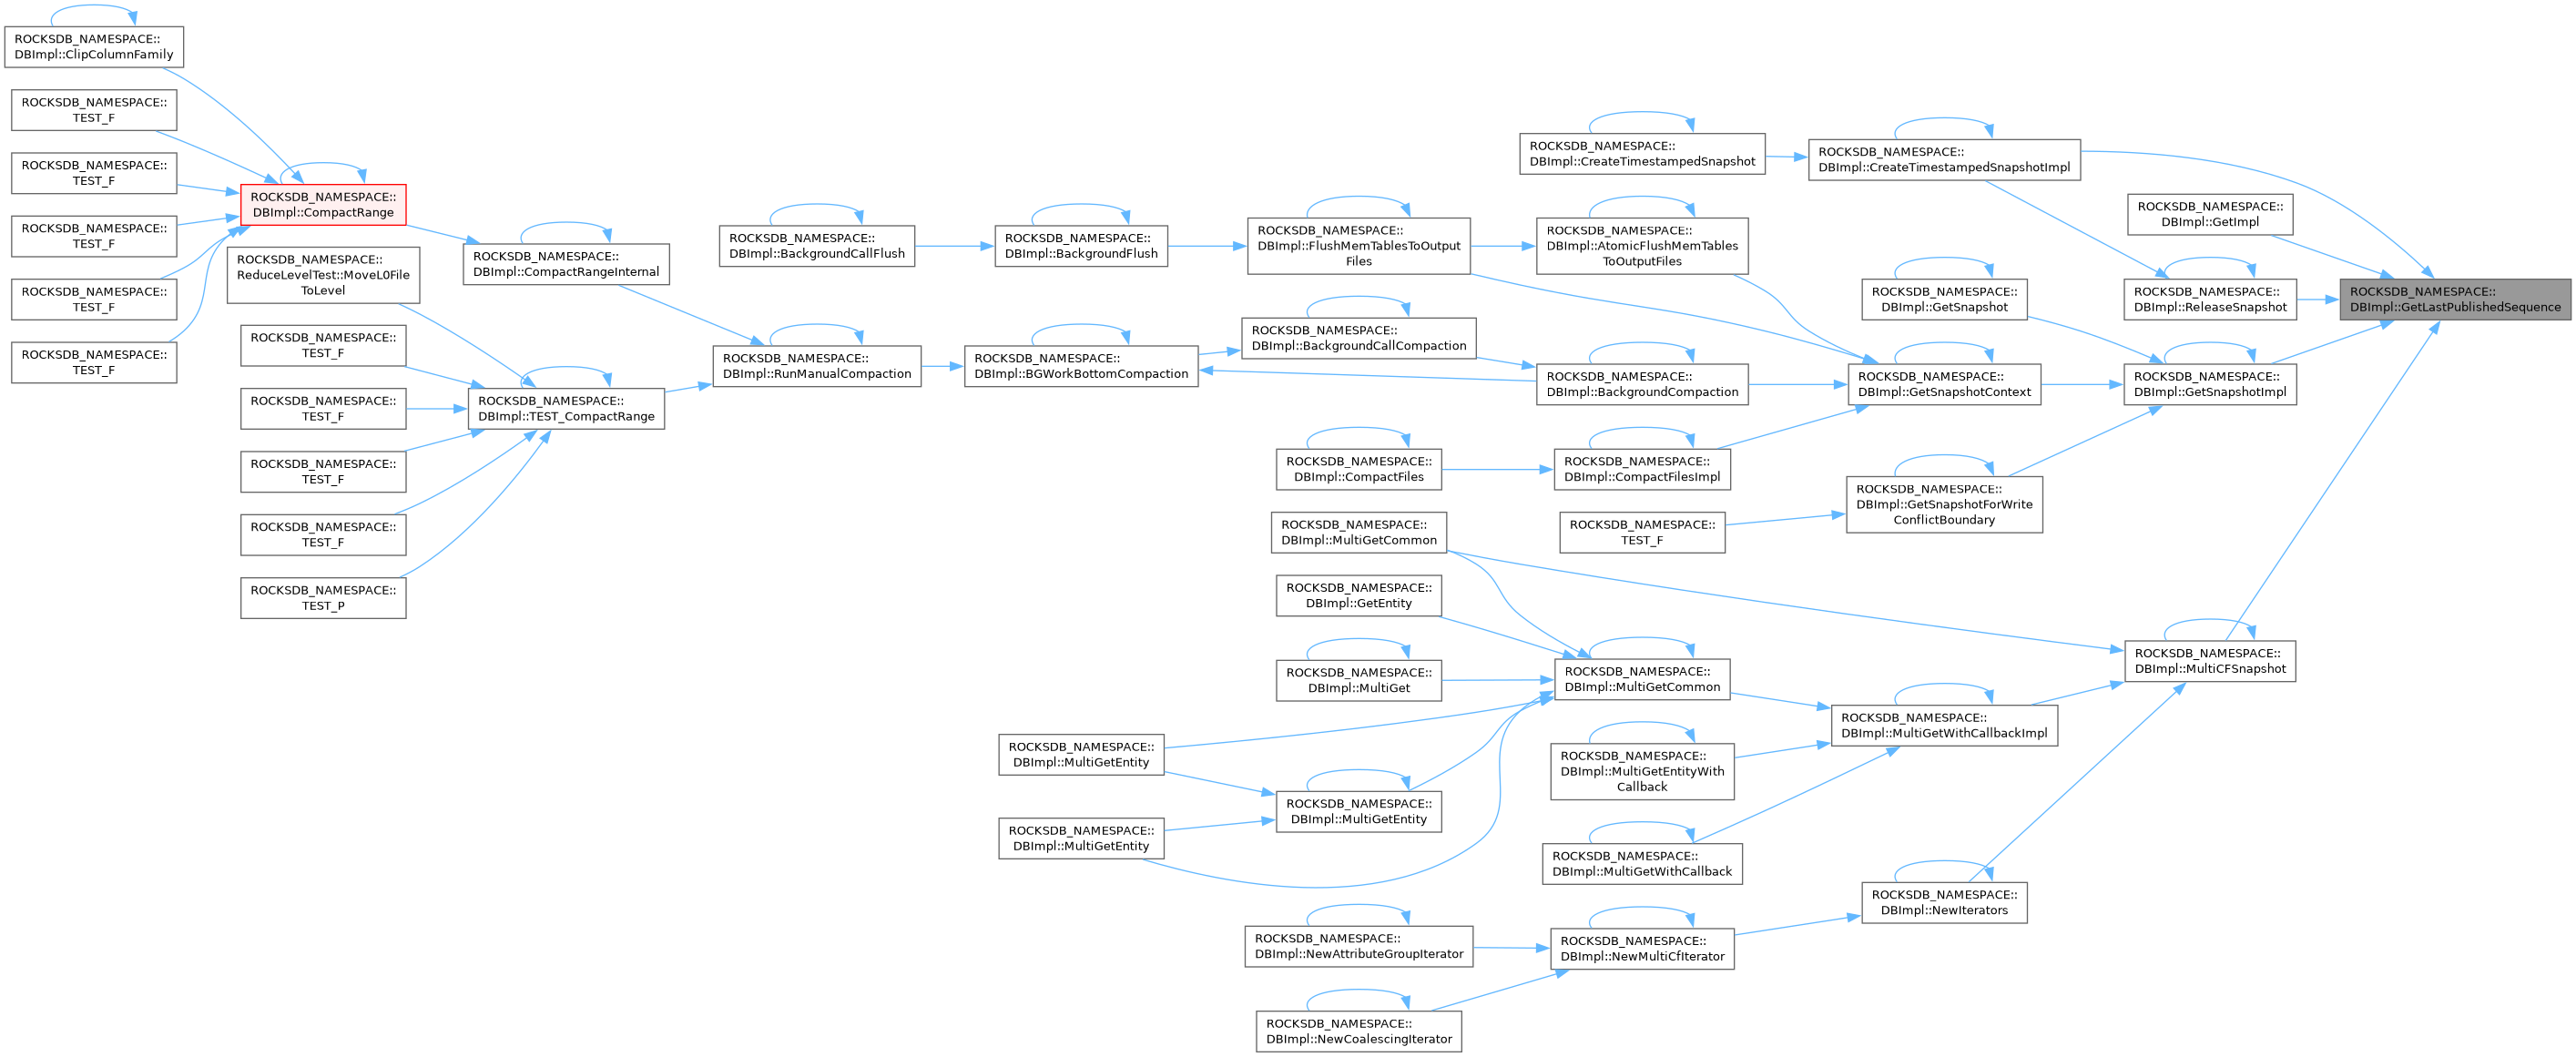 ROCKSDB_NAMESPACE::
DBImpl::ClipColumnFamily
ROCKSDB_NAMESPACE::
TEST_F
ROCKSDB_NAMESPACE::
TEST_F
ROCKSDB_NAMESPACE::
TEST_F
ROCKSDB_NAMESPACE::
TEST_F
ROCKSDB_NAMESPACE::
TEST_F
ROCKSDB_NAMESPACE::
DBImpl::CompactRange
ROCKSDB_NAMESPACE::
ReduceLevelTest::MoveL0File
ToLevel
ROCKSDB_NAMESPACE::
TEST_F
ROCKSDB_NAMESPACE::
TEST_F
ROCKSDB_NAMESPACE::
TEST_F
ROCKSDB_NAMESPACE::
TEST_F
ROCKSDB_NAMESPACE::
TEST_P
ROCKSDB_NAMESPACE::
DBImpl::CompactRangeInternal
ROCKSDB_NAMESPACE::
DBImpl::TEST_CompactRange
ROCKSDB_NAMESPACE::
DBImpl::BackgroundCallFlush
ROCKSDB_NAMESPACE::
DBImpl::RunManualCompaction
ROCKSDB_NAMESPACE::
DBImpl::BackgroundFlush
ROCKSDB_NAMESPACE::
DBImpl::BGWorkBottomCompaction
ROCKSDB_NAMESPACE::
DBImpl::MultiGetEntity
ROCKSDB_NAMESPACE::
DBImpl::MultiGetEntity
ROCKSDB_NAMESPACE::
DBImpl::FlushMemTablesToOutput
Files
ROCKSDB_NAMESPACE::
DBImpl::BackgroundCallCompaction
ROCKSDB_NAMESPACE::
DBImpl::CompactFiles
ROCKSDB_NAMESPACE::
DBImpl::MultiGetCommon
ROCKSDB_NAMESPACE::
DBImpl::GetEntity
ROCKSDB_NAMESPACE::
DBImpl::MultiGet
ROCKSDB_NAMESPACE::
DBImpl::MultiGetEntity
ROCKSDB_NAMESPACE::
DBImpl::NewAttributeGroupIterator
ROCKSDB_NAMESPACE::
DBImpl::NewCoalescingIterator
ROCKSDB_NAMESPACE::
DBImpl::CreateTimestampedSnapshot
ROCKSDB_NAMESPACE::
DBImpl::AtomicFlushMemTables
ToOutputFiles
ROCKSDB_NAMESPACE::
DBImpl::BackgroundCompaction
ROCKSDB_NAMESPACE::
DBImpl::CompactFilesImpl
ROCKSDB_NAMESPACE::
TEST_F
ROCKSDB_NAMESPACE::
DBImpl::MultiGetCommon
ROCKSDB_NAMESPACE::
DBImpl::MultiGetEntityWith
Callback
ROCKSDB_NAMESPACE::
DBImpl::MultiGetWithCallback
ROCKSDB_NAMESPACE::
DBImpl::NewMultiCfIterator
ROCKSDB_NAMESPACE::
DBImpl::CreateTimestampedSnapshotImpl
ROCKSDB_NAMESPACE::
DBImpl::GetSnapshot
ROCKSDB_NAMESPACE::
DBImpl::GetSnapshotContext
ROCKSDB_NAMESPACE::
DBImpl::GetSnapshotForWrite
ConflictBoundary
ROCKSDB_NAMESPACE::
DBImpl::MultiGetWithCallbackImpl
ROCKSDB_NAMESPACE::
DBImpl::NewIterators
ROCKSDB_NAMESPACE::
DBImpl::GetImpl
ROCKSDB_NAMESPACE::
DBImpl::ReleaseSnapshot
ROCKSDB_NAMESPACE::
DBImpl::GetSnapshotImpl
ROCKSDB_NAMESPACE::
DBImpl::MultiCFSnapshot
ROCKSDB_NAMESPACE::
DBImpl::GetLastPublishedSequence